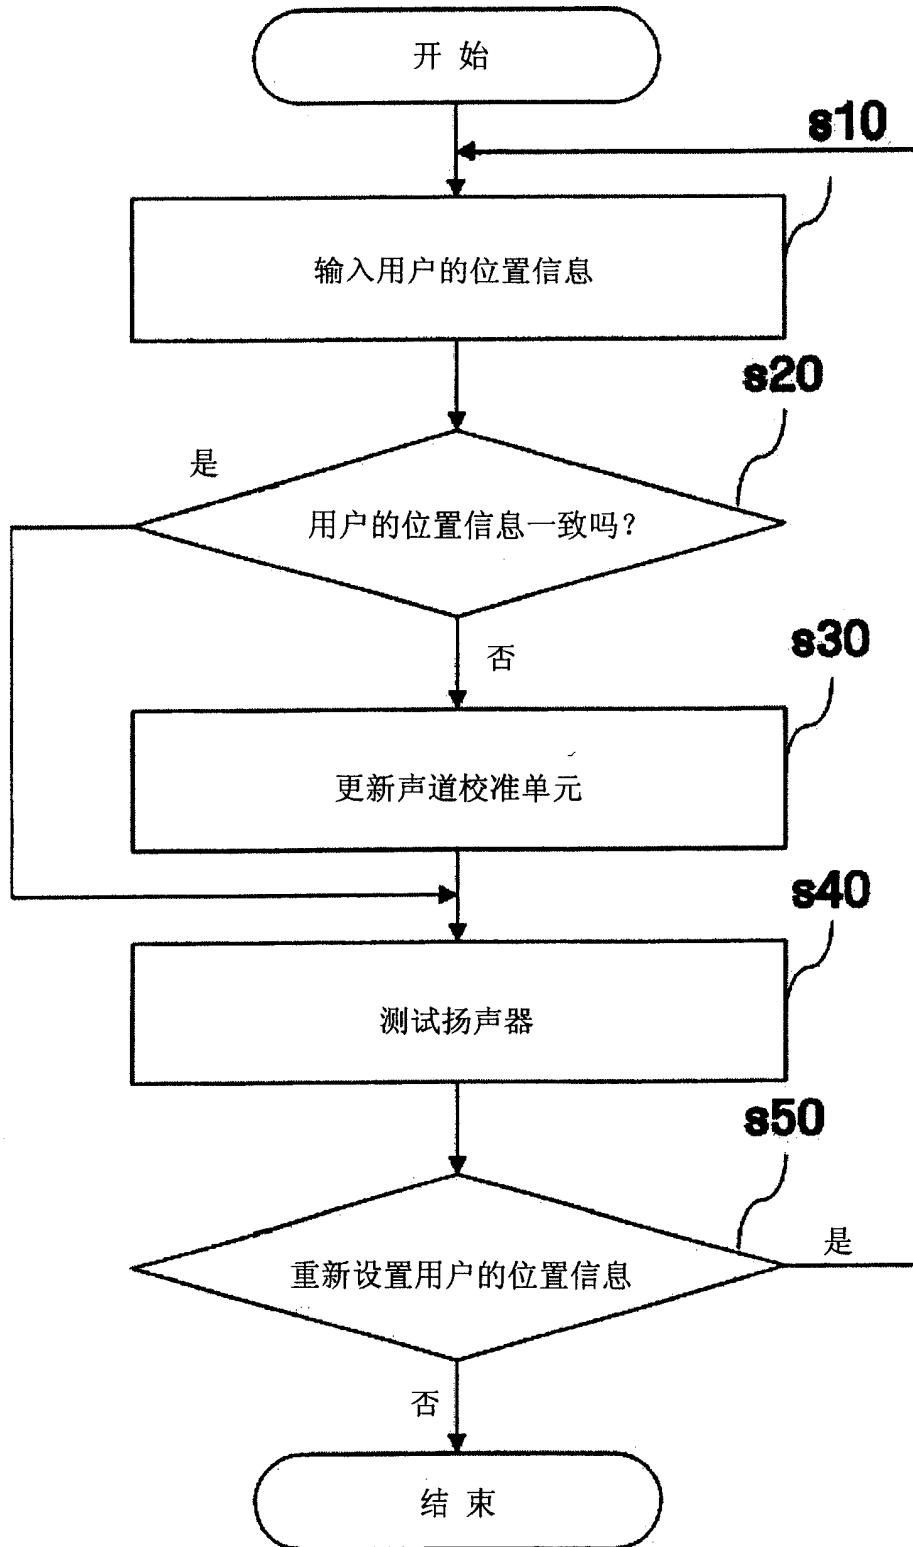 开 始
s10
输入用户的位置信息
s20
是
用户的位置信息一致吗?
否
s30
更新声道校准单元
s40
测试扬声器
s50
是
重新设置用户的位置信息
否
结 束